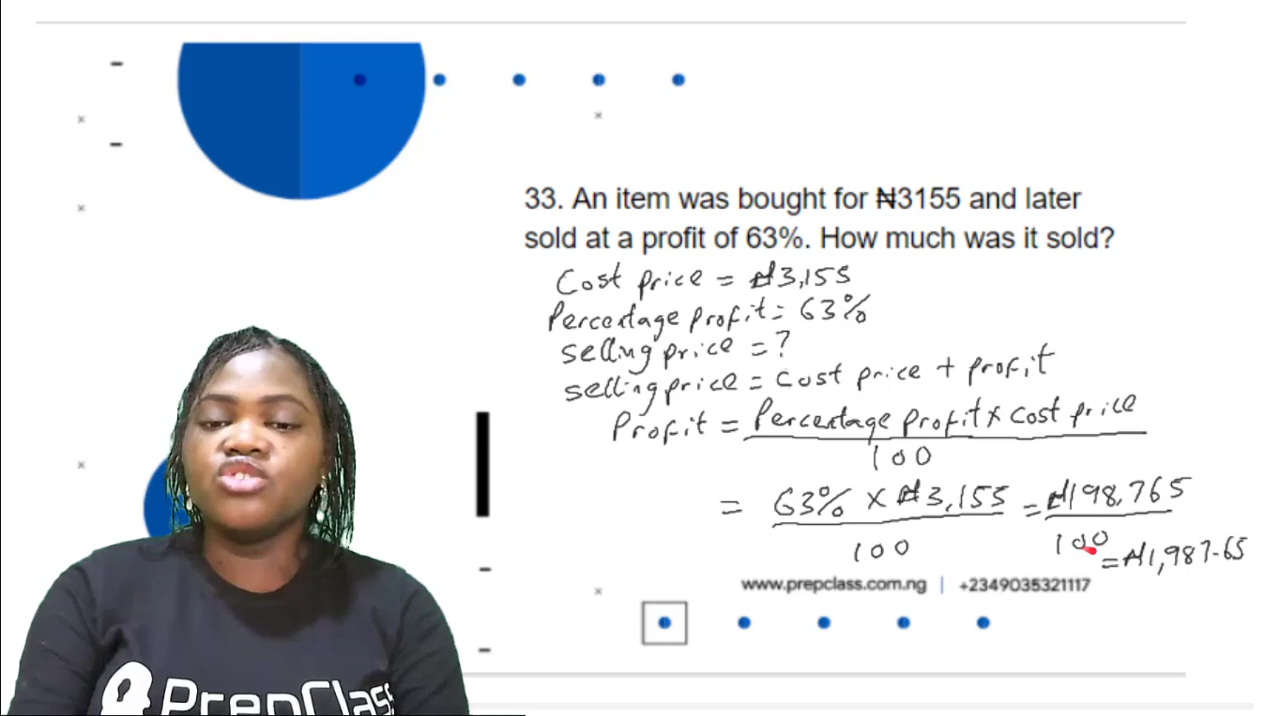 33. An item was bought for ₦3155 and later
sold at a profit of 63%. How much was it sold?
Cost price = ₦3,155
Percentage profit = 63%
selling price = ?
selling price = cost price + profit
Profit = Percentage profit x cost price
100
= 63% x ₦3,155 = ₦198,765
100 100
= ₦1,987.65
www.prepclass.com.ng | +2349035321117
PrepClass